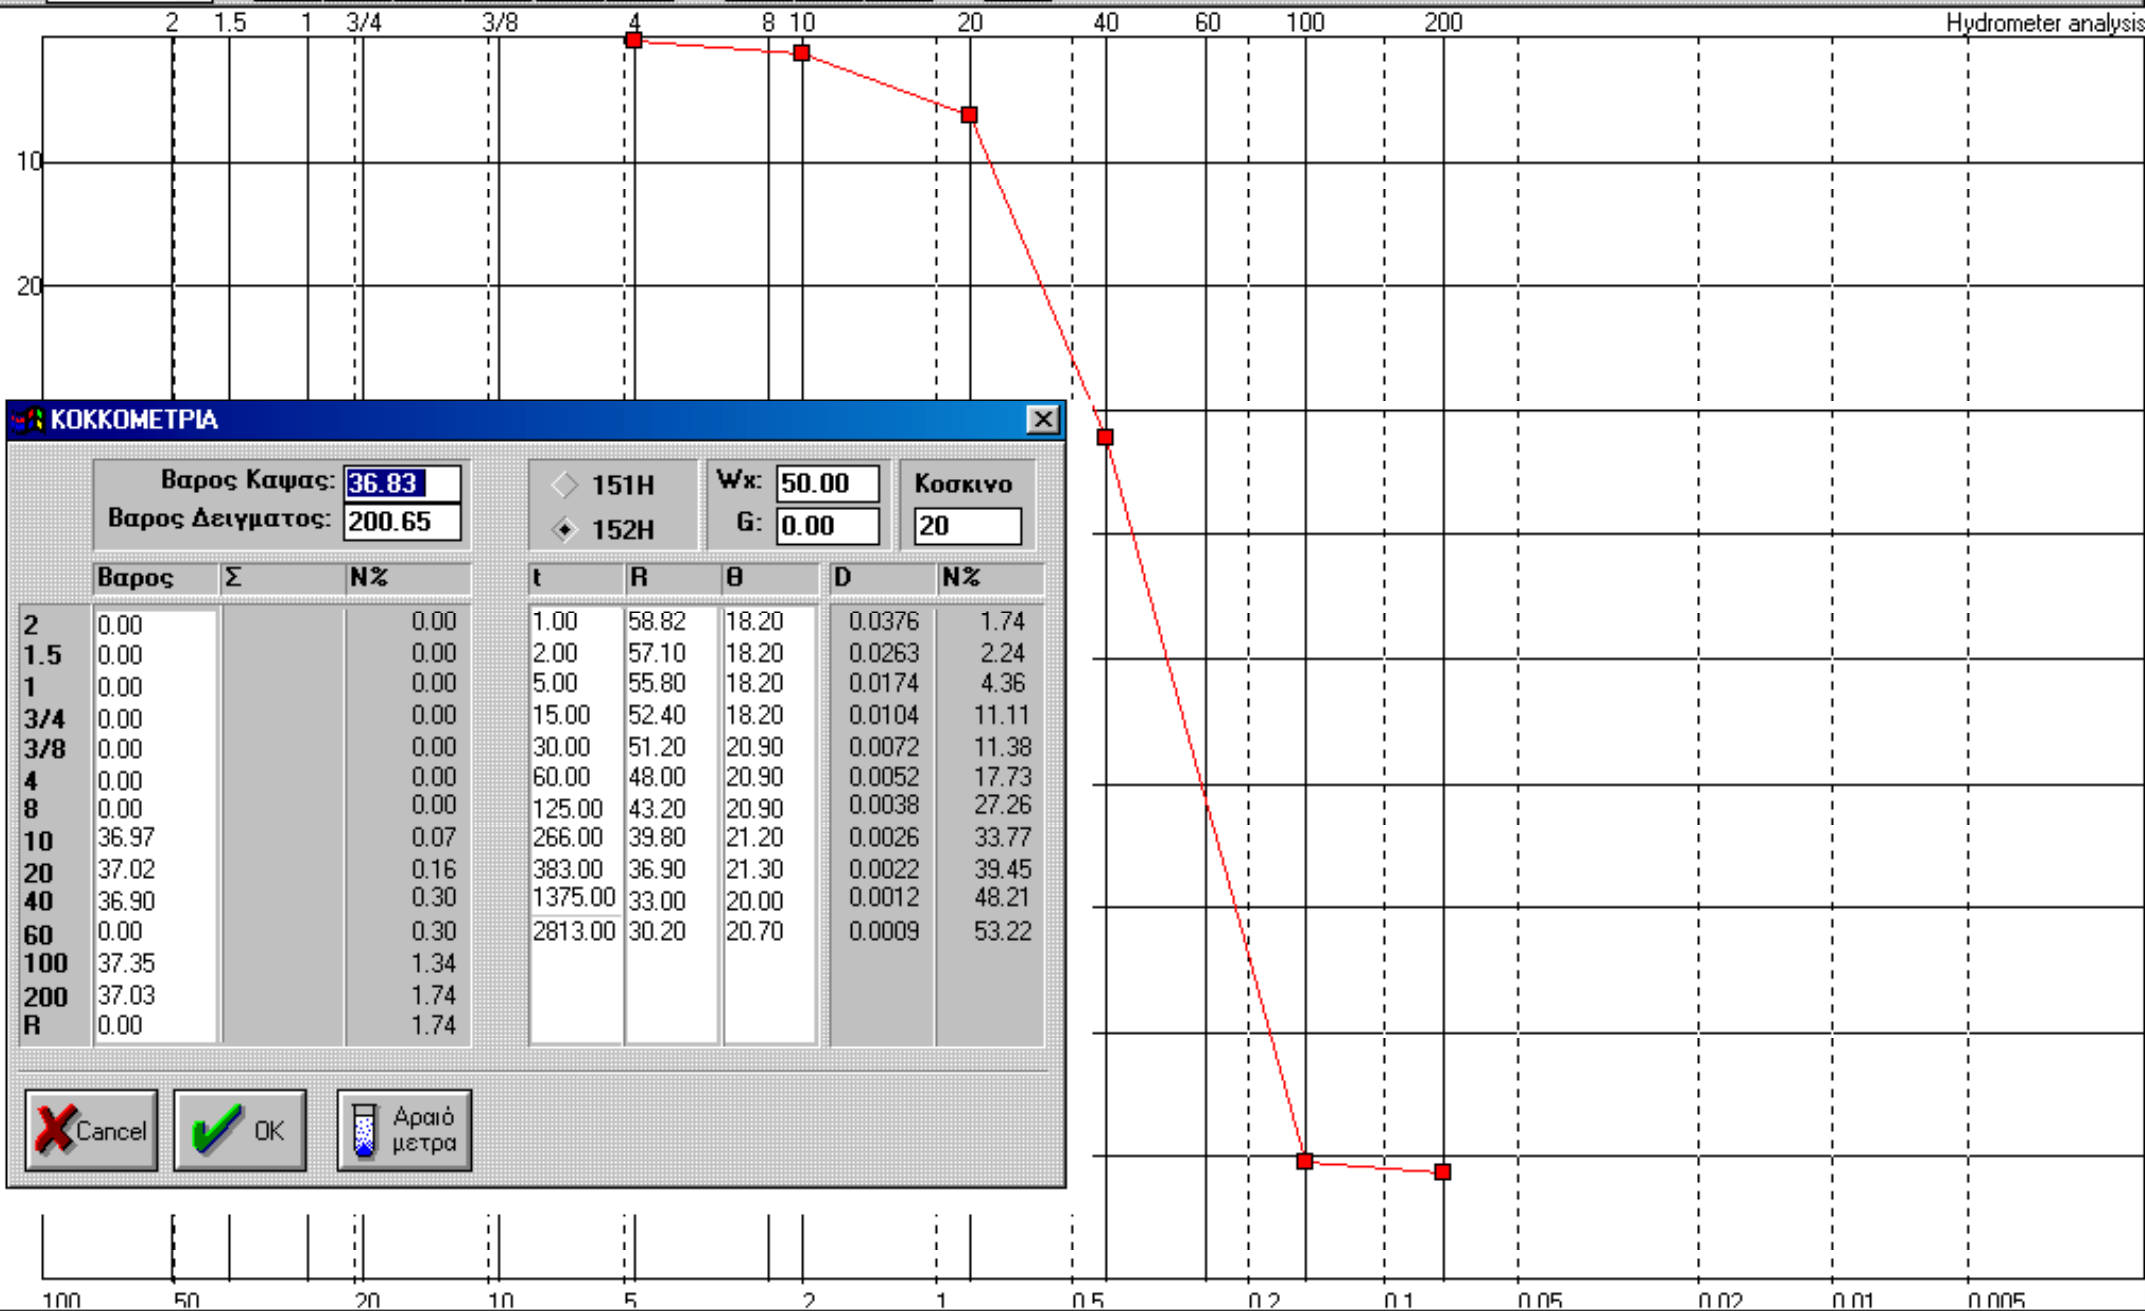 2 1.5 1 3/4 3/8 4 8 10 20 40 60 100 200 Hydrometer analysis
10
20
ΚΟΚΚΟΜΕΤΡΙΑ
Βαρος Καψας: 36.83
Βαρος Δειγματος: 200.65
151H
152H
Wx: 50.00
G: 0.00
Κοσκινο
20
Βαρος Σ N% t R θ D N%
2 0.00 0.00 1.00 58.82 18.20 0.0376 1.74
1.5 0.00 0.00 2.00 57.10 18.20 0.0263 2.24
1 0.00 0.00 5.00 55.80 18.20 0.0174 4.36
3/4 0.00 0.00 15.00 52.40 18.20 0.0104 11.11
3/8 0.00 0.00 30.00 51.20 20.90 0.0072 11.38
4 0.00 0.00 60.00 48.00 20.90 0.0052 17.73
8 0.00 0.00 125.00 43.20 20.90 0.0038 27.26
10 36.97 0.07 266.00 39.80 21.20 0.0026 33.77
20 37.02 0.16 383.00 36.90 21.30 0.0022 39.45
40 36.90 0.30 1375.00 33.00 20.00 0.0012 48.21
60 0.00 0.30 2813.00 30.20 20.70 0.0009 53.22
100 37.35 1.34
200 37.03 1.74
R 0.00 1.74
Cancel
OK
Αραιό
μετρα
100 50 20 10 5 2 1 0.5 0.2 0.1 0.05 0.02 0.01 0.005